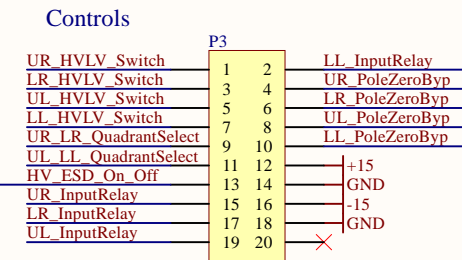 Controls
P3
UR_HVLV_Switch 1 2 LL_InputRelay
LR_HVLV_Switch 3 4 UR_PoleZeroByp
UL_HVLV_Switch 5 6 LR_PoleZeroByp
LL_HVLV_Switch 7 8 UL_PoleZeroByp
UR_LR_QuadrantSelect 9 10 LL_PoleZeroByp
UL_LL_QuadrantSelect 11 12 +15
HV_ESD_On_Off 13 14 GND
UR_InputRelay 15 16 -15
LR_InputRelay 17 18 GND
UL_InputRelay 19 20